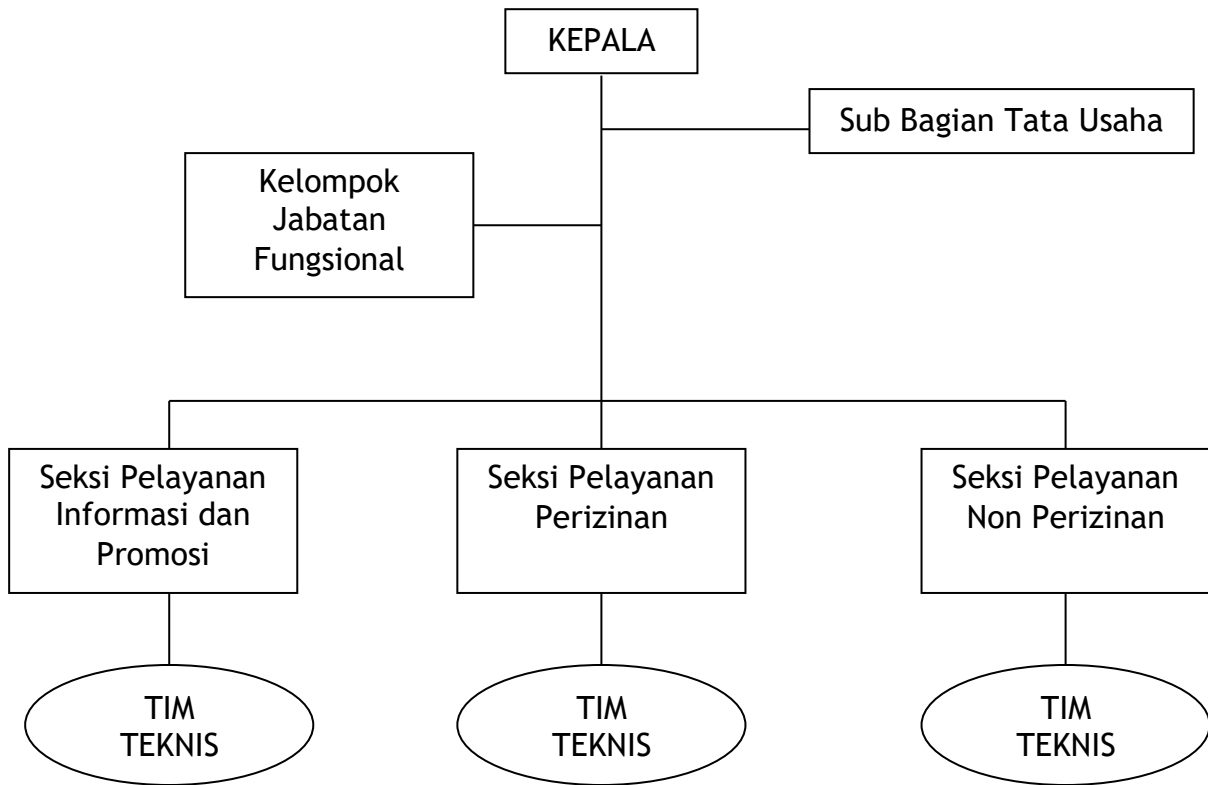 KEPALA
Sub Bagian Tata Usaha
Kelompok
Jabatan
Fungsional
Seksi Pelayanan
Informasi dan
Promosi
Seksi Pelayanan
Perizinan
Seksi Pelayanan
Non Perizinan
TIM
TEKNIS
TIM
TEKNIS
TIM
TEKNIS